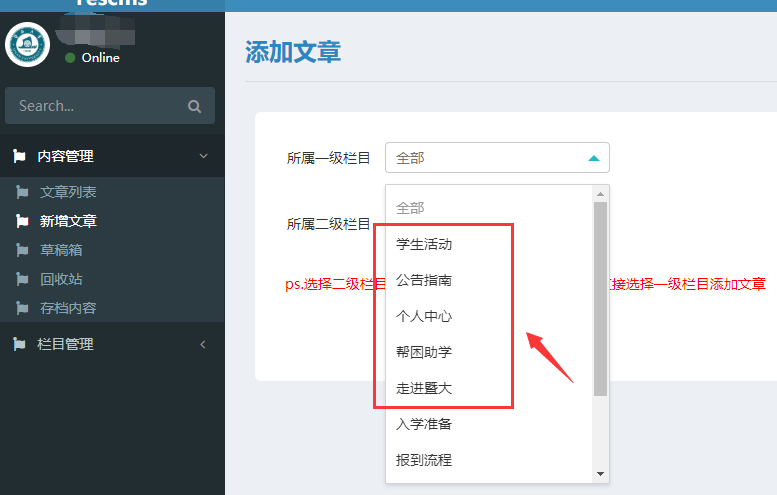 Yescms
Online
Search...
内容管理
文章列表
新增文章
草稿箱
回收站
存档内容
栏目管理
添加文章
所属一级栏目
全部
所属二级栏目
全部
学生活动
公告指南
个人中心
帮困助学
走进暨大
入学准备
报到流程
ps.选择二级栏目
接选择一级栏目添加文章